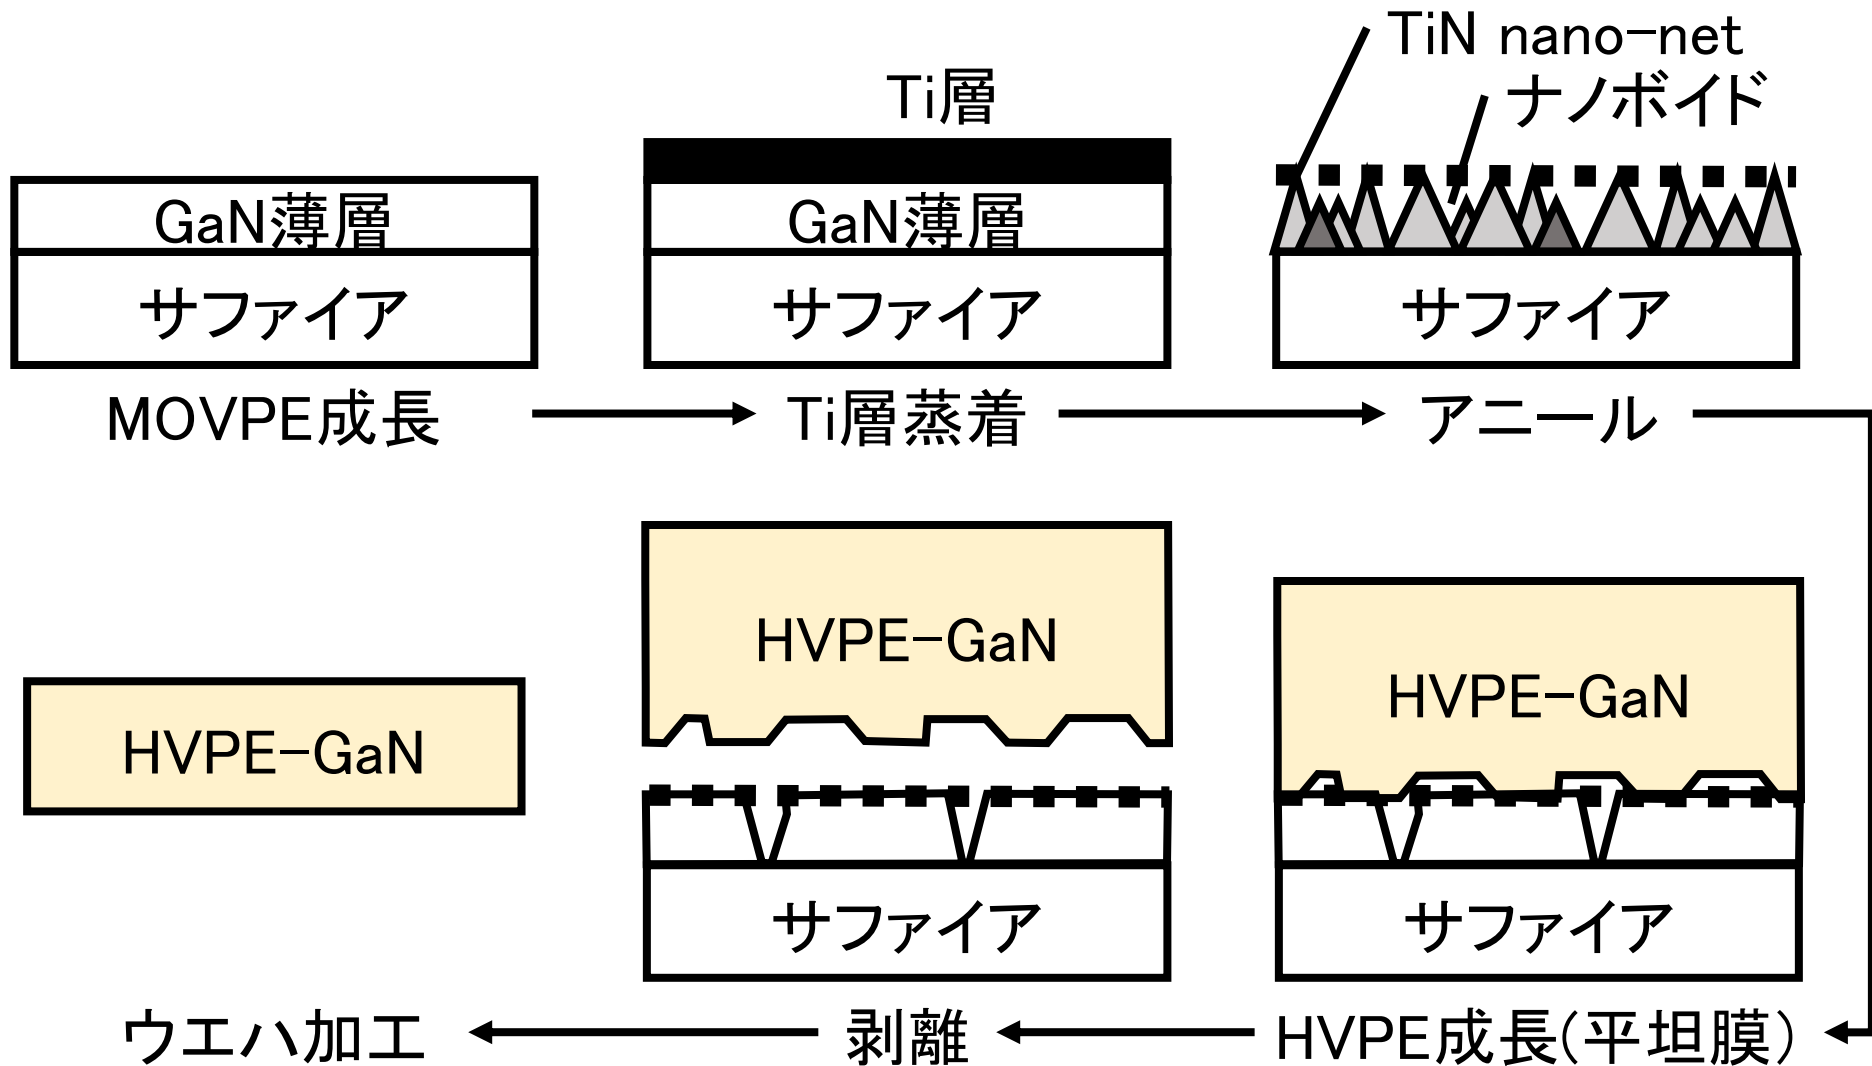 GaN薄層
サファイア
MOVPE成長
Ti層
GaN薄層
サファイア
Ti層蒸着
TiN nano-net
ナノボイド
サファイア
アニール
HVPE-GaN
サファイア
HVPE成長(平坦膜)
HVPE-GaN
サファイア
剥離
HVPE-GaN
ウエハ加工